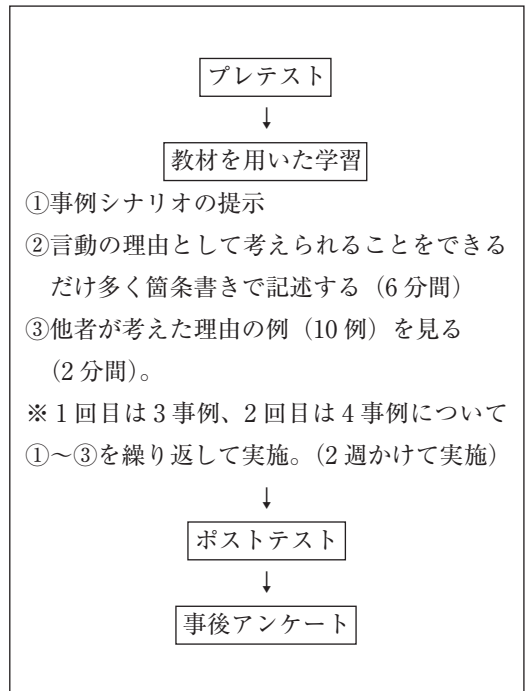 プレテスト
↓
教材を用いた学習
①事例シナリオの提示
②言動の理由として考えられることをできる
だけ多く箇条書きで記述する（6 分間）
③他者が考えた理由の例（10 例）を見る
（2 分間）。
※ 1 回目は 3 事例、2 回目は 4 事例について
①～③を繰り返して実施。（2 週かけて実施）
↓
ポストテスト
↓
事後アンケート